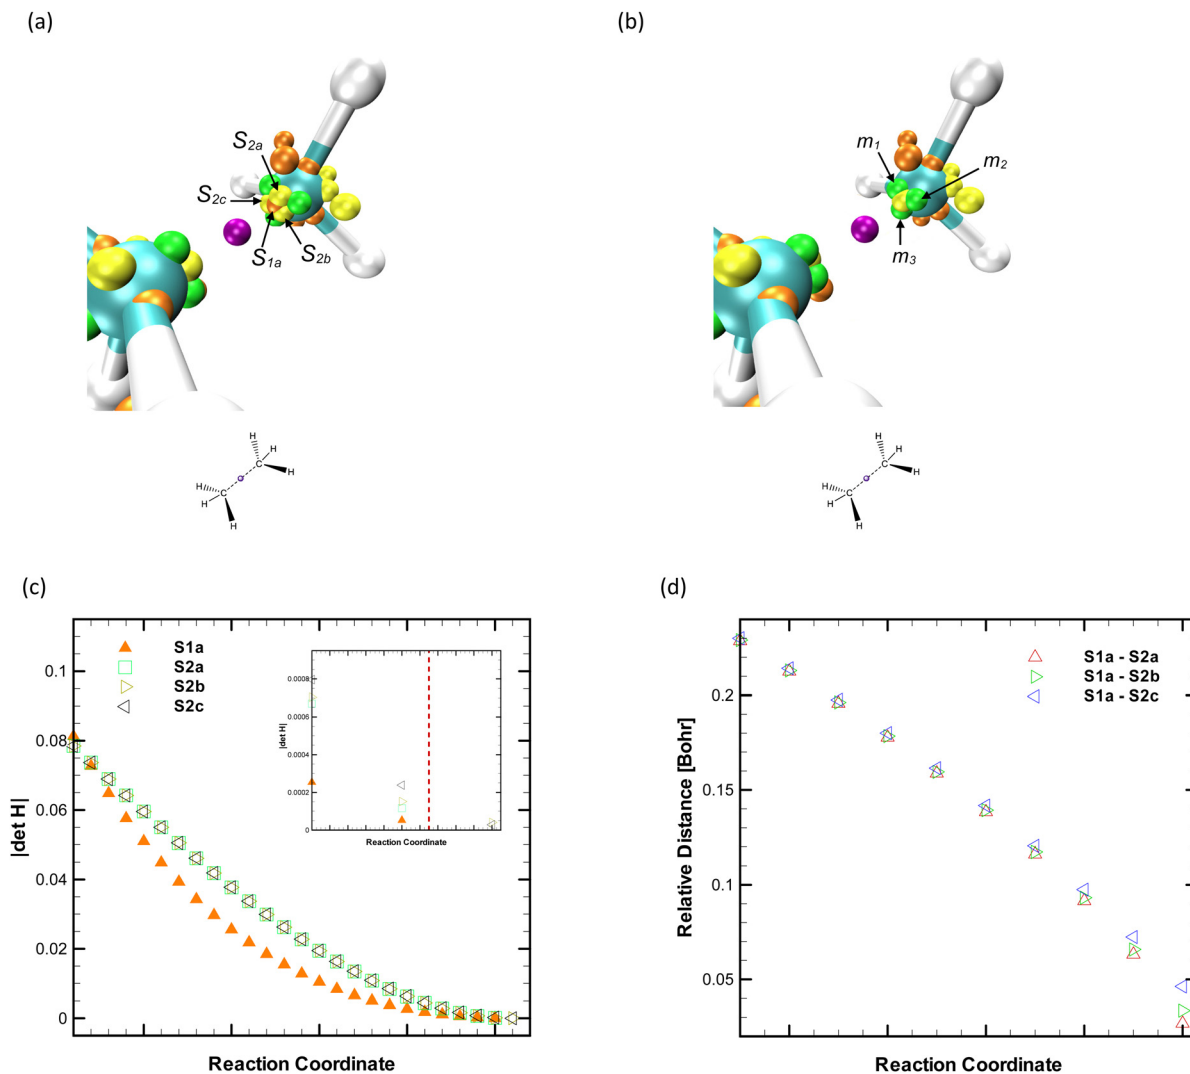 (a)
(b)
S2a
S2c
S1a
S2b
m1
m2
m3
H
H
C
H
H
C
H
H
H
H
C
H
H
C
H
H
H
(c)
(d)
S1a
S2a
S2b
S2c
0.1
0.08
0.06
0.04
0.02
0
|det H|
Reaction Coordinate
0.0008
0.0006
0.0004
0.0002
0
|det H|
Reaction Coordinate
S1a - S2a
S1a - S2b
S1a - S2c
0.2
0.15
0.1
0.05
Relative Distance [Bohr]
Reaction Coordinate